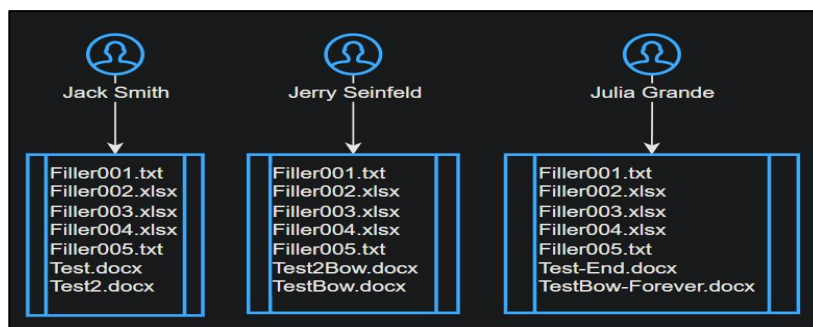 Jack Smith
Filler001.txt
Filler002.xlsx
Filler003.xlsx
Filler004.xlsx
Filler005.txt
Test.docx
Test2.docx
Jerry Seinfeld
Filler001.txt
Filler002.xlsx
Filler003.xlsx
Filler004.xlsx
Filler005.txt
Test2Bow.docx
TestBow.docx
Julia Grande
Filler001.txt
Filler002.xlsx
Filler003.xlsx
Filler004.xlsx
Filler005.txt
Test-End.docx
TestBow-Forever.docx